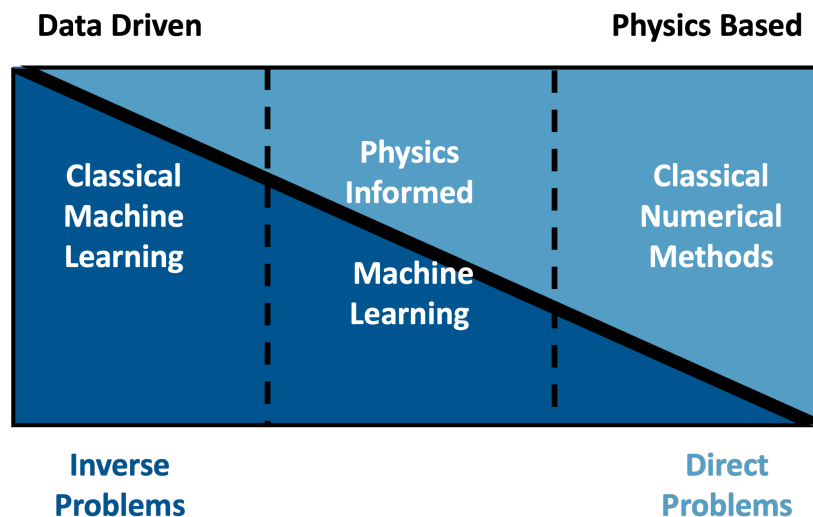 Data Driven
Physics Based
Classical
Machine
Learning
Physics
Informed
Machine
Learning
Classical
Numerical
Methods
Inverse
Problems
Direct
Problems